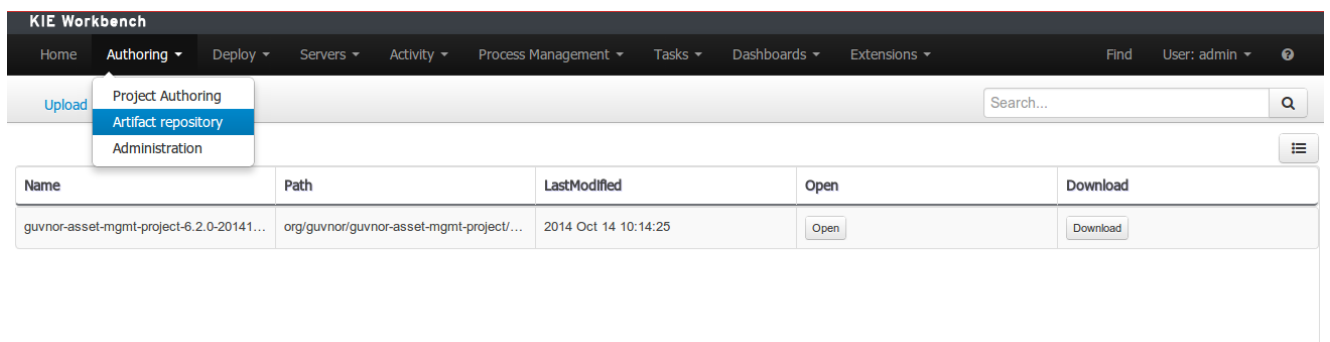 KIE Workbench
Home Authoring Deploy Servers Activity Process Management Tasks Dashboards Extensions Find User: admin
Upload Project Authoring Search...
Artifact repository
Administration
Name Path LastModified Open Download
guvnor-asset-mgmt-project-6.2.0-20141... org/guvnor/guvnor-asset-mgmt-project/... 2014 Oct 14 10:14:25 Open Download